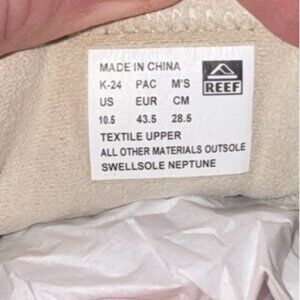 MADE IN CHINA
K-24 PAC M'S
REEF
US EUR CM
10.5 43.5 28.5
TEXTILE UPPER
ALL OTHER MATERIALS OUTSOLE
SWELLSOLE NEPTUNE